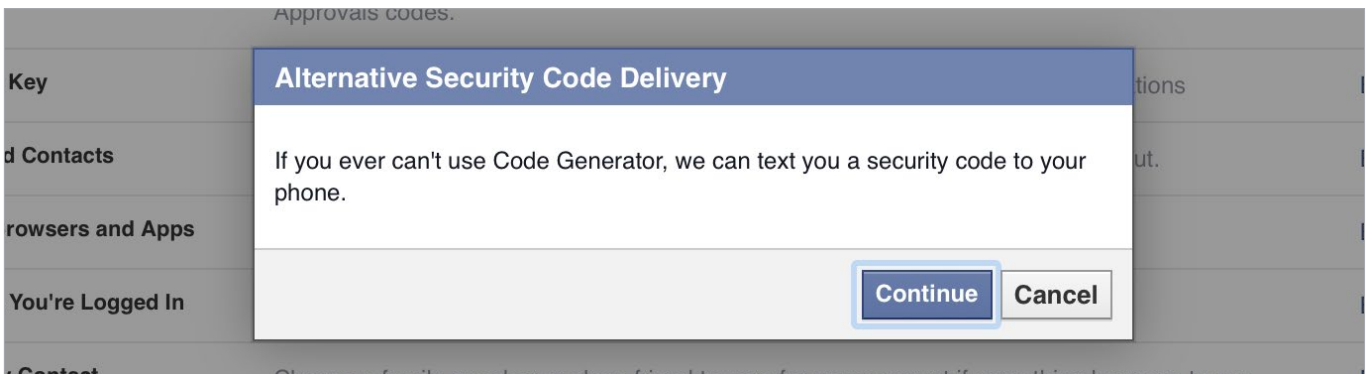 Approvals codes.
Key
Alternative Security Code Delivery
tions
d Contacts
If you ever can't use Code Generator, we can text you a security code to your
phone.
ut.
rowsers and Apps
You're Logged In
Continue Cancel
Contact